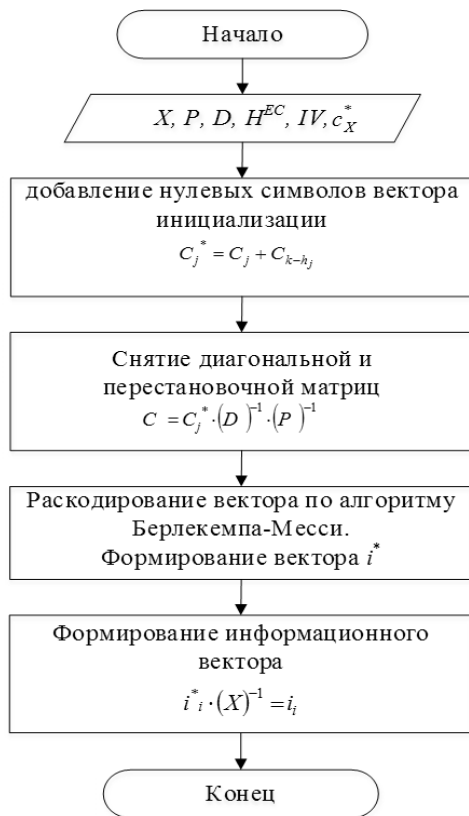 Начало
X, P, D, H^{EC}, IV, c_X^*
добавление нулевых символов вектора
инициализации
C_j^* = C_j + C_{k-h_j}
Снятие диагональной и
перестановочной матриц
C = C_j^* · (D)^{-1} · (P)^{-1}
Раскодирование вектора по алгоритму
Берлекемпа-Месси.
Формирование вектора i^*
Формирование информационного
вектора
i^*_i · (X)^{-1} = i_i
Конец